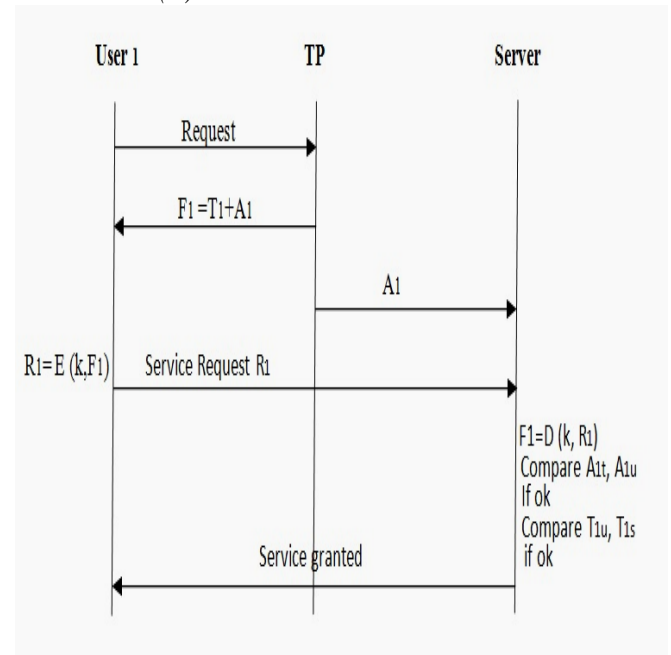 User 1 TP Server
Request
F1 =T1+A1
A1
R1=E (k,F1) Service Request R1
F1=D (k, R1)
Compare A1t, A1u
If ok
Compare T1u, T1s
if ok
Service granted